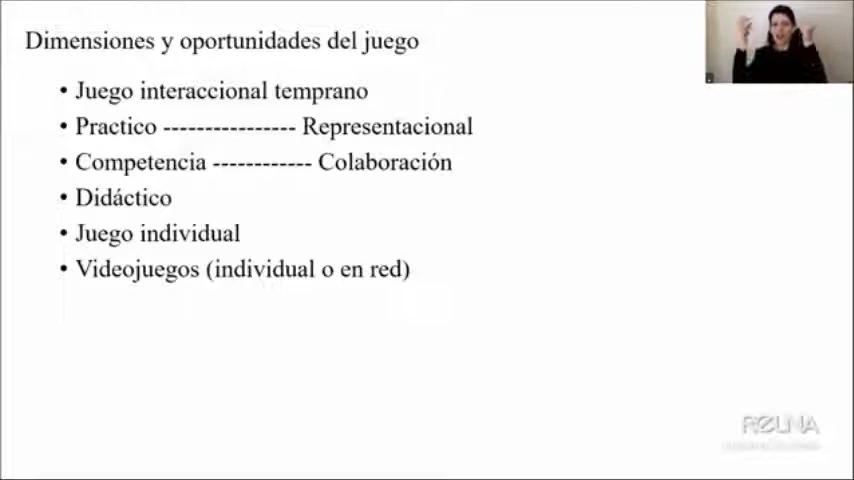 Dimensiones y oportunidades del juego
• Juego interaccional temprano
• Practico ---------------- Representacional
• Competencia ------------ Colaboración
• Didáctico
• Juego individual
• Videojuegos (individual o en red)